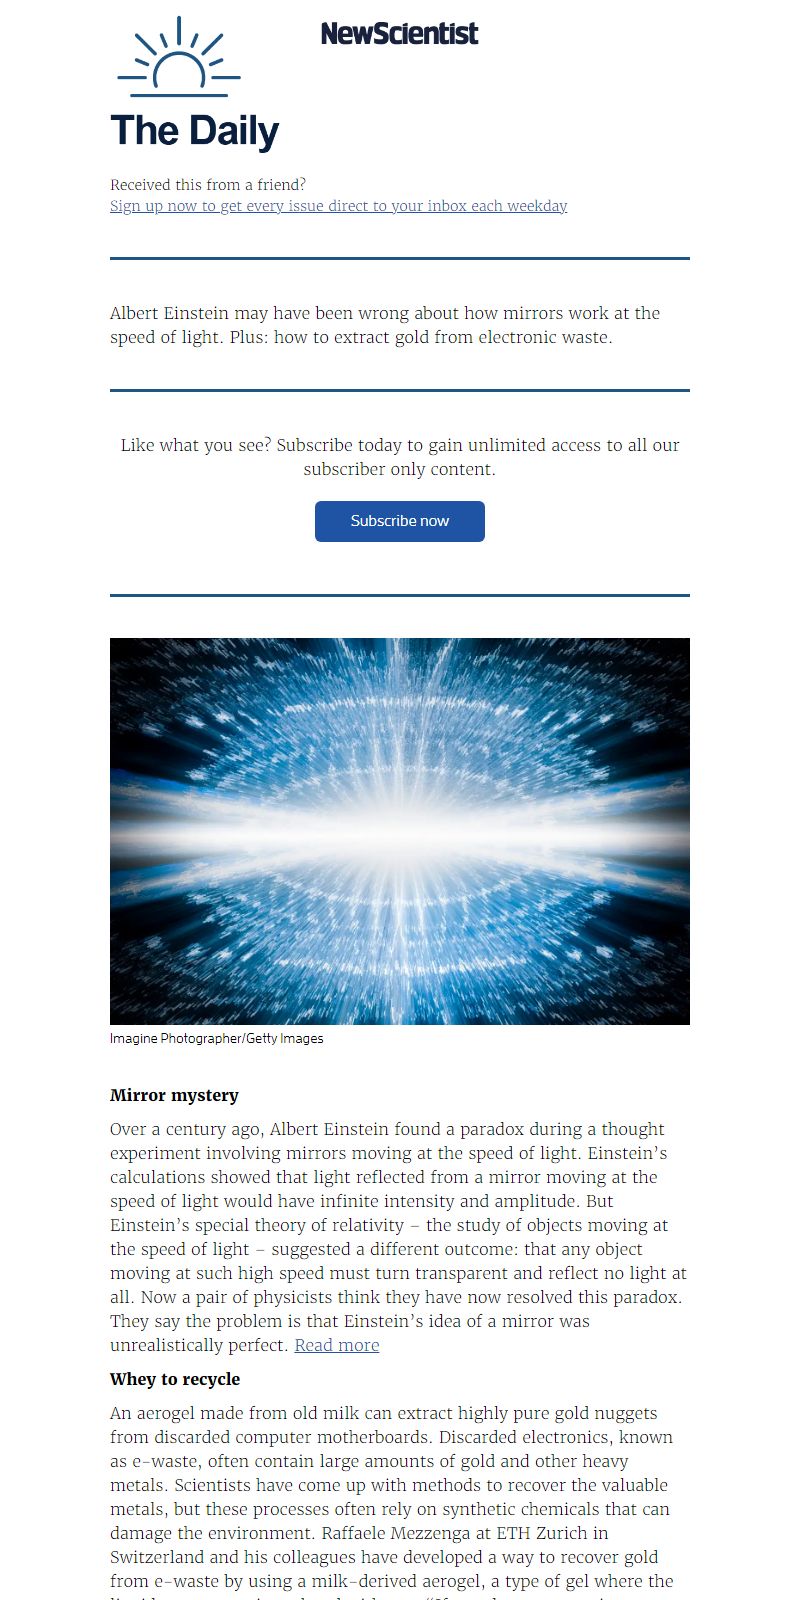 NewScientist
The Daily
Received this from a friend?
Sign up now to get every issue direct to your inbox each weekday
Albert Einstein may have been wrong about how mirrors work at the
speed of light. Plus: how to extract gold from electronic waste.
Like what you see? Subscribe today to gain unlimited access to all our
subscriber only content.
Subscribe now
Imagine Photographer/Getty Images
Mirror mystery
Over a century ago, Albert Einstein found a paradox during a thought
experiment involving mirrors moving at the speed of light. Einstein’s
calculations showed that light reflected from a mirror moving at the
speed of light would have infinite intensity and amplitude. But
Einstein’s special theory of relativity – the study of objects moving at
the speed of light – suggested a different outcome: that any object
moving at such high speed must turn transparent and reflect no light at
all. Now a pair of physicists think they have now resolved this paradox.
They say the problem is that Einstein’s idea of a mirror was
unrealistically perfect. Read more
Whey to recycle
An aerogel made from old milk can extract highly pure gold nuggets
from discarded computer motherboards. Discarded electronics, known
as e-waste, often contain large amounts of gold and other heavy
metals. Scientists have come up with methods to recover the valuable
metals, but these processes often rely on synthetic chemicals that can
damage the environment. Raffaele Mezzenga at ETH Zurich in
Switzerland and his colleagues have developed a way to recover gold
from e-waste by using a milk-derived aerogel, a type of gel where the